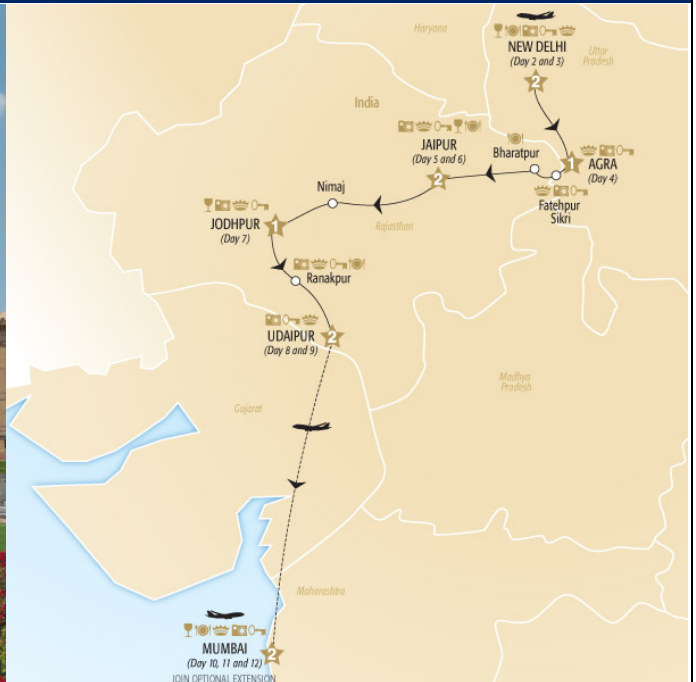 Haryana
NEW DELHI
(Day 2 and 3)
2
Uttar
Pradesh
India
JAIPUR
(Day 5 and 6)
2
Bharatpur
1
AGRA
(Day 4)
Fatehpur
Sikri
Nimaj
JODHPUR
(Day 7)
1
Rajasthan
Ranakpur
UDAIPUR
(Day 8 and 9)
2
Madhya
Pradesh
Gujarat
Maharashtra
MUMBAI
(Day 10, 11 and 12)
2
JOIN OPTIONAL EXTENSION